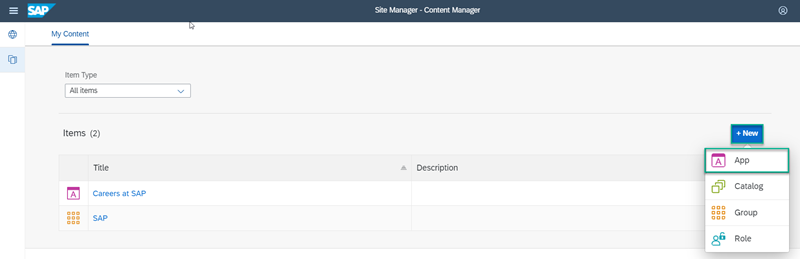 SAP
Site Manager - Content Manager
My Content
Item Type
All items
Items (2)
+ New
Title
Description
A
Careers at SAP
SAP
A
App
Catalog
Group
Role